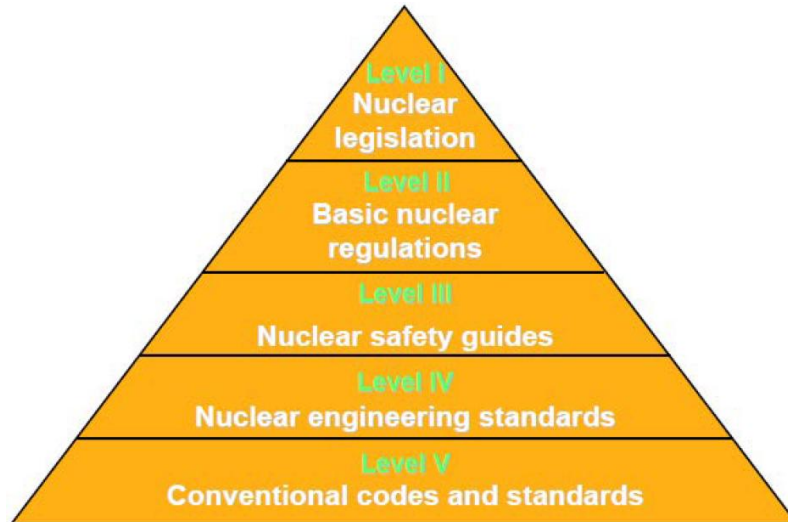 Level I
Nuclear
legislation
Level II
Basic nuclear
regulations
Level III
Nuclear safety guides
Level IV
Nuclear engineering standards
Level V
Conventional codes and standards